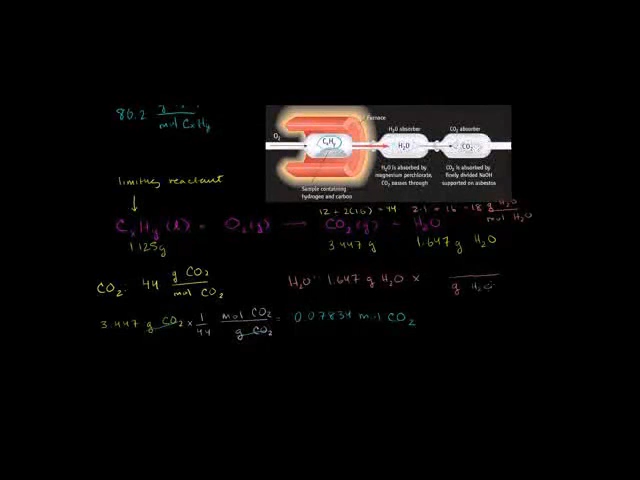 86.2
mol CxHy
Furnace
H₂O absorber
CO₂ absorber
O₂
CxHy
H₂O
CO₂
Sample containing
hydrogen and carbon
H₂O is absorbed by
magnesium perchlorate,
CO₂ passes through
CO₂ is absorbed by
finely divided NaOH
supported on asbestos
limiting reactant
12 + 2(16) = 44
2·1 + 16 = 18 g H₂O
mol H₂O
CxHy(l) + O₂(g) → CO₂(g) + H₂O
1.125g
3.447 g
1.647 g H₂O
CO₂: 44 g CO₂
mol CO₂
H₂O: 1.647 g H₂O ×
g H₂O
3.447 g CO₂ × 1/44 mol CO₂/g CO₂ = 0.07834 mol CO₂